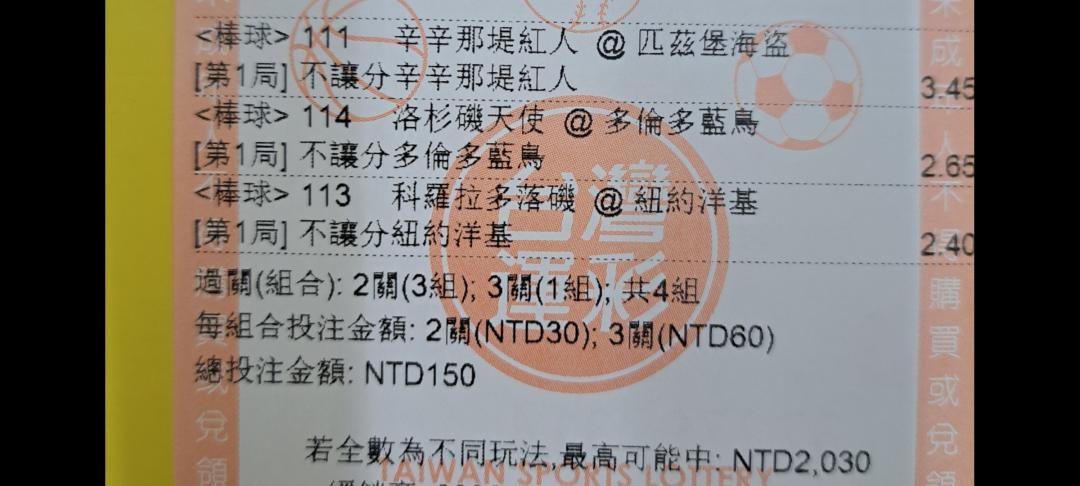 <棒球> 111 辛辛那堤紅人 @ 匹茲堡海盜
[第1局] 不讓分辛辛那堤紅人 3.45
<棒球> 114 洛杉磯天使 @ 多倫多藍鳥
[第1局] 不讓分多倫多藍鳥 2.65
<棒球> 113 科羅拉多落磯 @ 紐約洋基
[第1局] 不讓分紐約洋基 2.40
過關(組合): 2關(3組); 3關(1組); 共4組
每組合投注金額: 2關(NTD30); 3關(NTD60)
總投注金額: NTD150
若全數為不同玩法,最高可能中: NTD2,030
台灣
運彩
TAIWAN SPORTS LOTTERY
購買或兌領